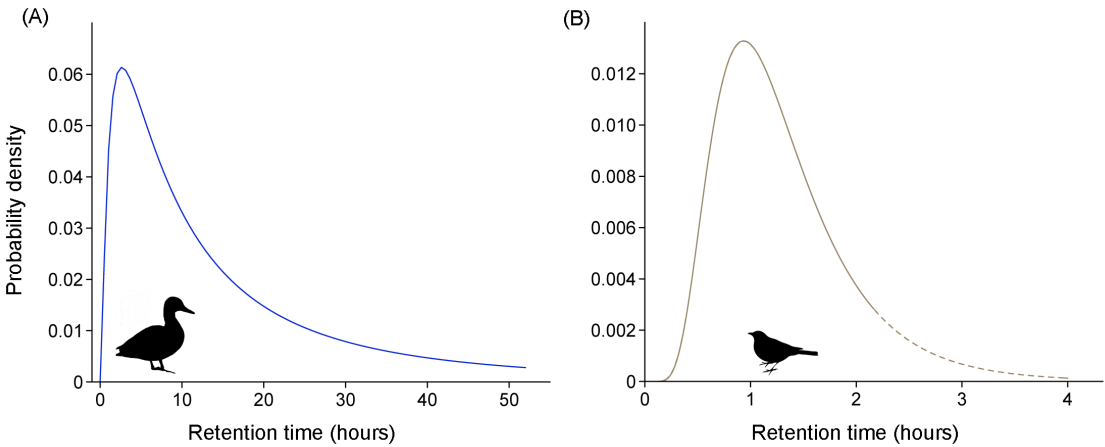 (A)
Probability density
0.06
0.05
0.04
0.03
0.02
0.01
0
0 10 20 30 40 50
Retention time (hours)
(B)
0.012
0.010
0.008
0.006
0.004
0.002
0
0 1 2 3 4
Retention time (hours)